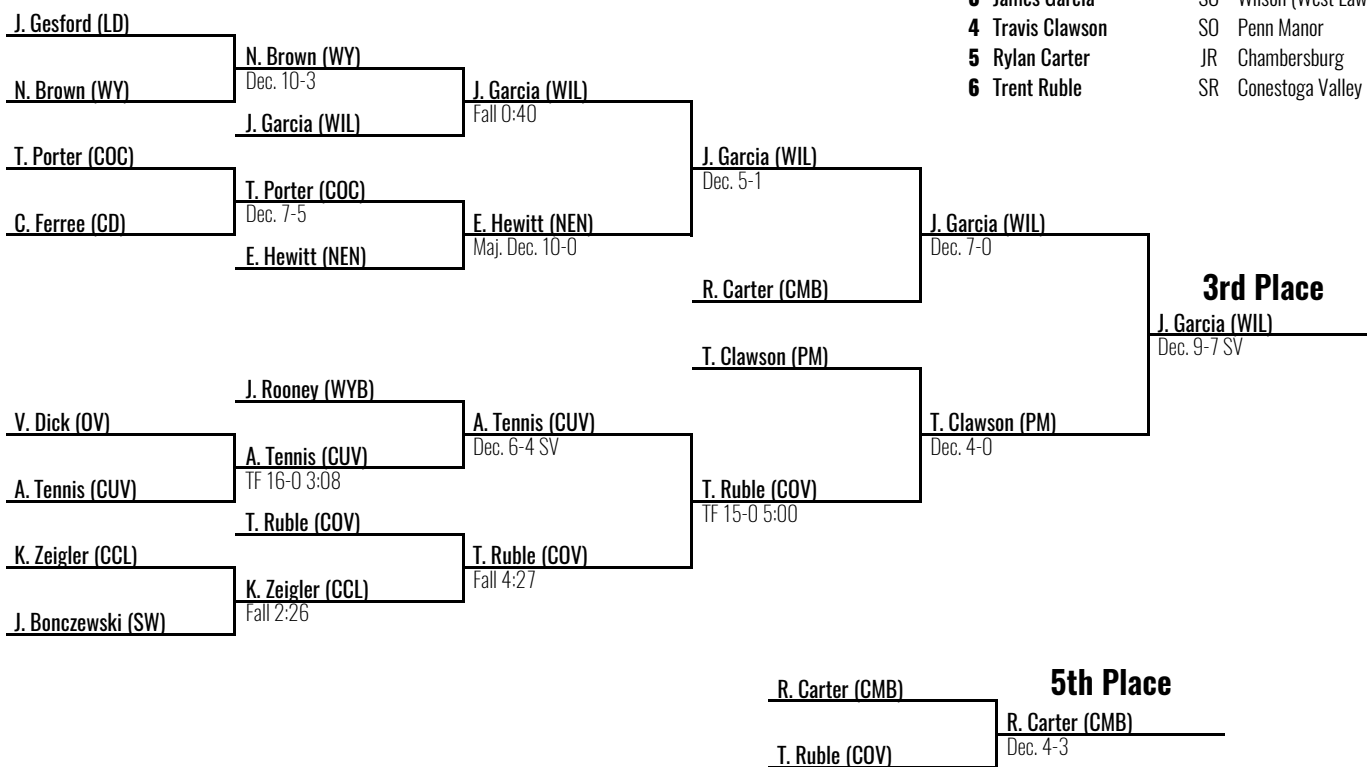 3 James Garcia SO Wilson (West Law
4 Travis Clawson SO Penn Manor
5 Rylan Carter JR Chambersburg
6 Trent Ruble SR Conestoga Valley
J. Gesford (LD)
N. Brown (WY)
Dec. 10-3
N. Brown (WY)
J. Garcia (WIL)
Fall 0:40
J. Garcia (WIL)
T. Porter (COC)
J. Garcia (WIL)
Dec. 5-1
T. Porter (COC)
Dec. 7-5
C. Ferree (CD)
E. Hewitt (NEN)
Maj. Dec. 10-0
J. Garcia (WIL)
Dec. 7-0
E. Hewitt (NEN)
R. Carter (CMB)
3rd Place
J. Garcia (WIL)
Dec. 9-7 SV
T. Clawson (PM)
J. Rooney (WYB)
V. Dick (OV)
A. Tennis (CUV)
Dec. 6-4 SV
T. Clawson (PM)
Dec. 4-0
A. Tennis (CUV)
TF 16-0 3:08
A. Tennis (CUV)
T. Ruble (COV)
TF 15-0 5:00
T. Ruble (COV)
K. Zeigler (CCL)
T. Ruble (COV)
Fall 4:27
K. Zeigler (CCL)
Fall 2:26
J. Bonczewski (SW)
5th Place
R. Carter (CMB)
R. Carter (CMB)
Dec. 4-3
T. Ruble (COV)